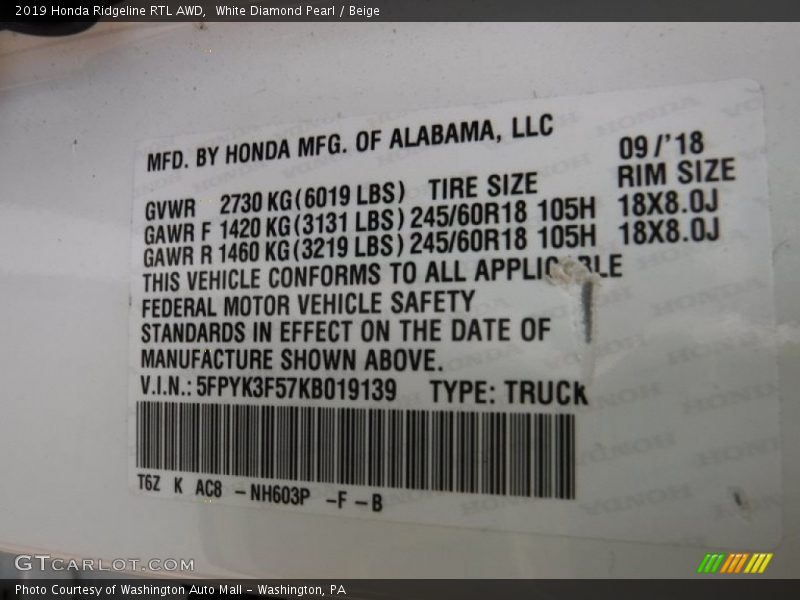 2019 Honda Ridgeline RTL AWD,  White Diamond Pearl / Beige
MFD. BY HONDA MFG. OF ALABAMA, LLC
09/'18
GVWR 2730 KG(6019 LBS) TIRE SIZE RIM SIZE
GAWR F 1420 KG(3131 LBS) 245/60R18 105H 18X8.0J
GAWR R 1460 KG(3219 LBS) 245/60R18 105H 18X8.0J
THIS VEHICLE CONFORMS TO ALL
FEDERAL MOTOR VEHICLE SAFETY
STANDARDS IN EFFECT ON THE DATE OF
MANUFACTURE SHOWN ABOVE.
V.I.N.: 5FPYK3F57KB019139 TYPE: TRUCK
T6Z K AC8 -NH603P -F-B
GTCARLOT.COM
Photo Courtesy of Washington Auto Mall - Washington, PA